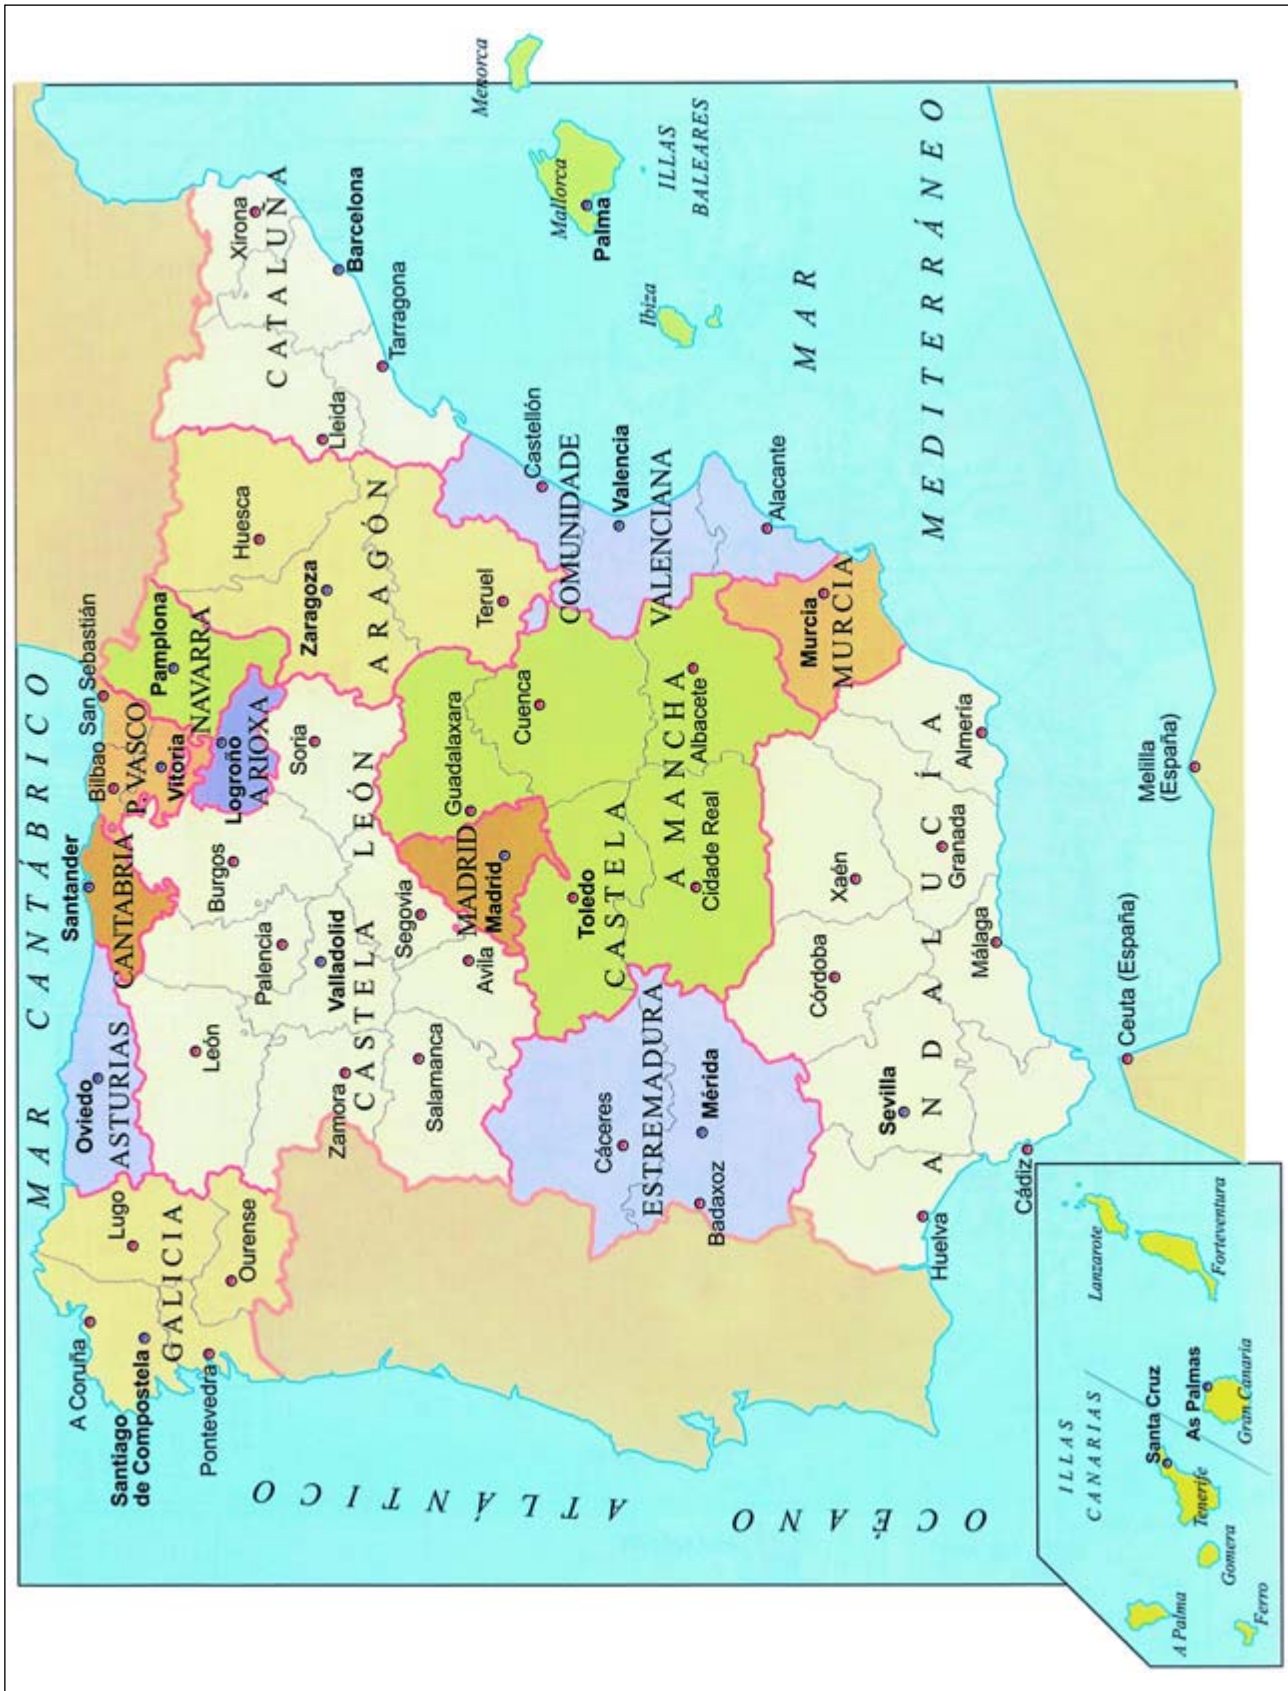 MAR CANTÁBRICO
A Coruña
Lugo
Santiago
de Compostela
GALICIA
Pontevedra
Ourense
Oviedo
ASTURIAS
Santander
CANTABRIA
Bilbao
San Sebastián
P. VASCO
Vitoria
Pamplona
NAVARRA
Logroño
A RIOXA
Huesca
Zaragoza
ARAGÓN
Teruel
Xirona
CATALUÑA
Barcelona
Lleida
Tarragona
León
Burgos
Palencia
Soria
Valladolid
Zamora
CASTELA LEÓN
Segovia
Salamanca
Avila
MADRID
Madrid
Guadalaxara
Cuenca
Toledo
CASTELA
A MANCHA
Cidade Real
Albacete
Castellón
COMUNIDADE
Valencia
VALENCIANA
Alacante
Menorca
Mallorca
Palma
Ibiza
ILLAS
BALEARES
MAR
MEDITERRÁNEO
Cáceres
ESTREMADURA
Mérida
Badaxoz
Murcia
MURCIA
Córdoba
Xaén
Sevilla
ANDALUCÍA
Granada
Almería
Huelva
Málaga
Cádiz
Ceuta (España)
Melilla
(España)
OCÉANO ATLÁNTICO
ILLAS
CANARIAS
Lanzarote
Forteventura
Santa Cruz
As Palmas
Tenerife
Gran Canaria
Gomera
A Palma
Ferro